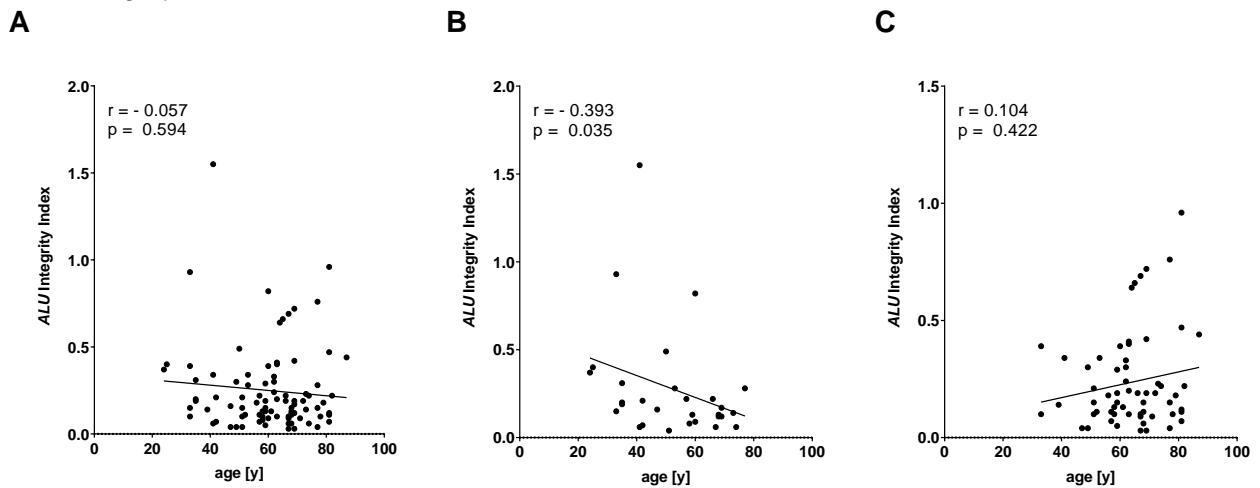 A
B
C
r = - 0.057
p = 0.594
2.0
1.5
1.0
0.5
0.0
ALU Integrity Index
0
20
40
60
80
100
age [y]
r = - 0.393
p = 0.035
2.0
1.5
1.0
0.5
0.0
ALU Integrity Index
0
20
40
60
80
100
age [y]
r = 0.104
p = 0.422
1.5
1.0
0.5
0.0
ALU Integrity Index
0
20
40
60
80
100
age [y]